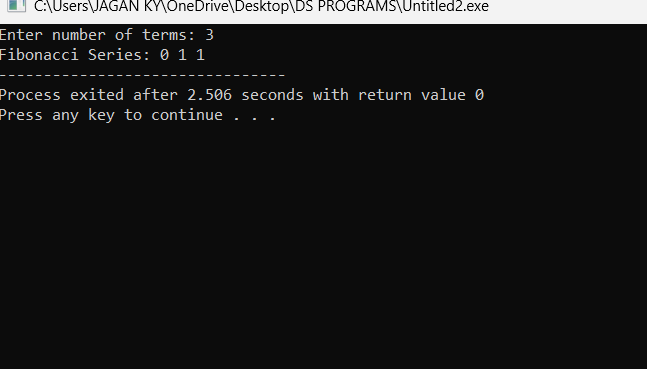 C:\Users\JAGAN KY\OneDrive\Desktop\DS PROGRAMS\Untitled2.exe
Enter number of terms: 3
Fibonacci Series: 0 1 1
--------------------------------
Process exited after 2.506 seconds with return value 0
Press any key to continue . . .